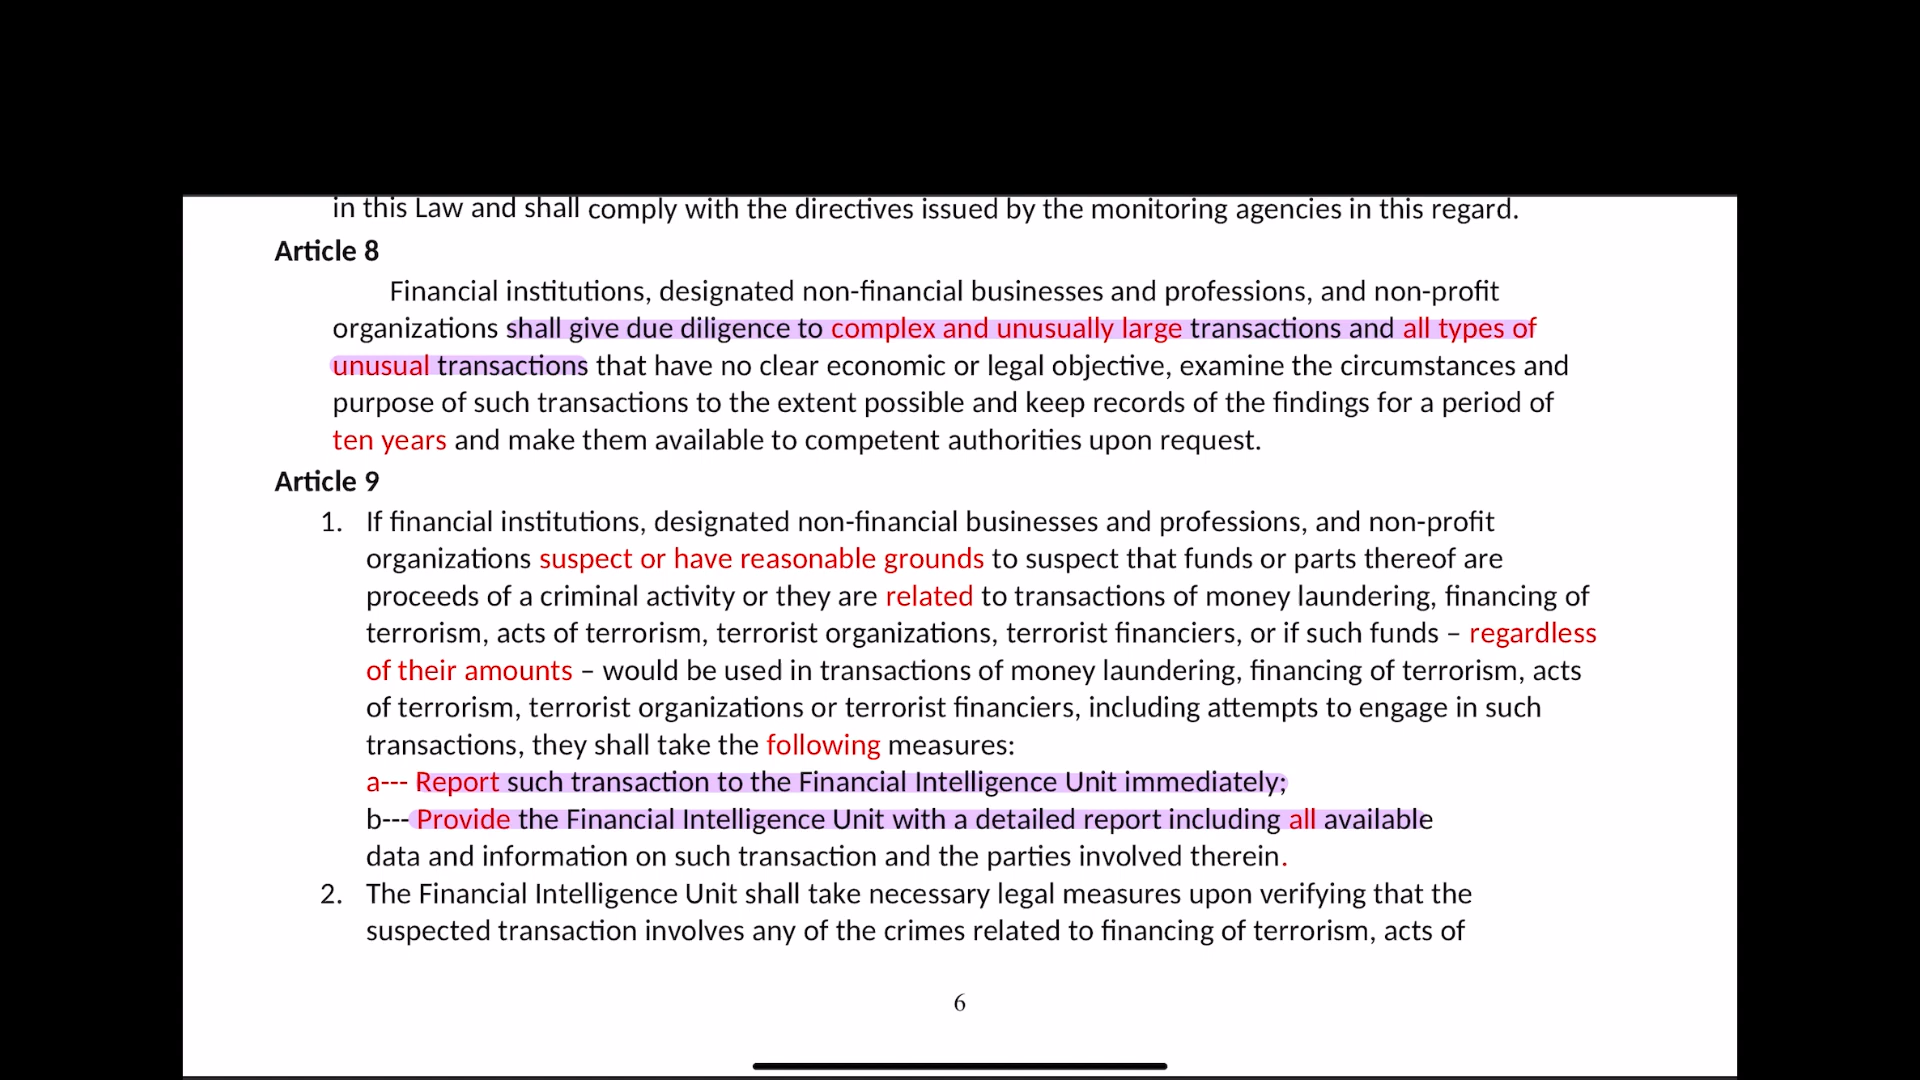 in this Law and shall comply with the directives issued by the monitoring agencies in this regard.
Article 8
Financial institutions, designated non-financial businesses and professions, and non-profit
organizations shall give due diligence to complex and unusually large transactions and all types of
unusual transactions that have no clear economic or legal objective, examine the circumstances and
purpose of such transactions to the extent possible and keep records of the findings for a period of
ten years and make them available to competent authorities upon request.
Article 9
1. If financial institutions, designated non-financial businesses and professions, and non-profit
organizations suspect or have reasonable grounds to suspect that funds or parts thereof are
proceeds of a criminal activity or they are related to transactions of money laundering, financing of
terrorism, acts of terrorism, terrorist organizations, terrorist financiers, or if such funds – regardless
of their amounts – would be used in transactions of money laundering, financing of terrorism, acts
of terrorism, terrorist organizations or terrorist financiers, including attempts to engage in such
transactions, they shall take the following measures:
a--- Report such transaction to the Financial Intelligence Unit immediately;
b--- Provide the Financial Intelligence Unit with a detailed report including all available
data and information on such transaction and the parties involved therein.
2. The Financial Intelligence Unit shall take necessary legal measures upon verifying that the
suspected transaction involves any of the crimes related to financing of terrorism, acts of
6